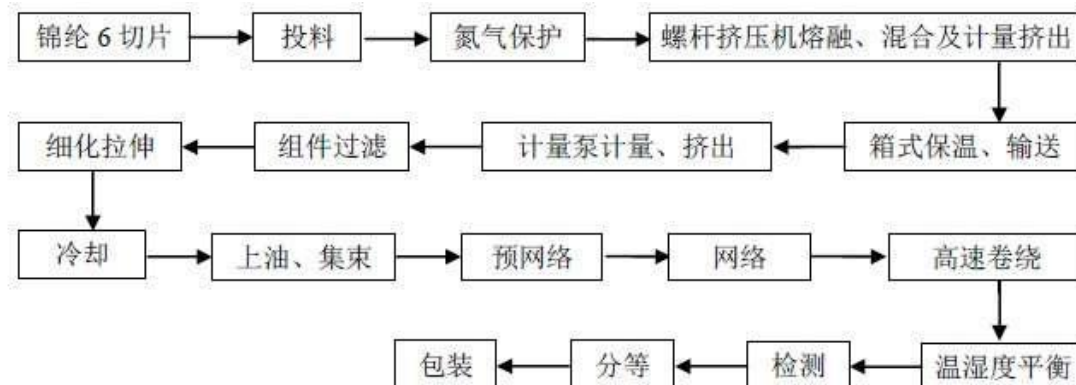 锦纶 6 切片
投料
氮气保护
螺杆挤压机熔融、混合及计量挤出
箱式保温、输送
计量泵计量、挤出
组件过滤
细化拉伸
冷却
上油、集束
预网络
网络
高速卷绕
温湿度平衡
检测
分等
包装